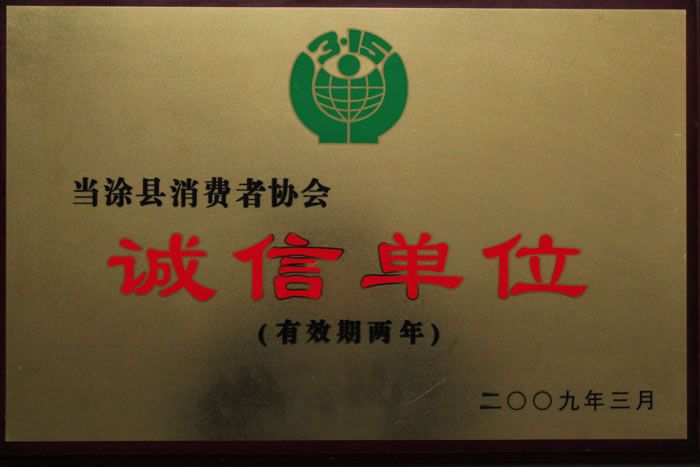 3·15
当涂县消费者协会
诚信单位
(有效期两年)
二〇〇九年三月